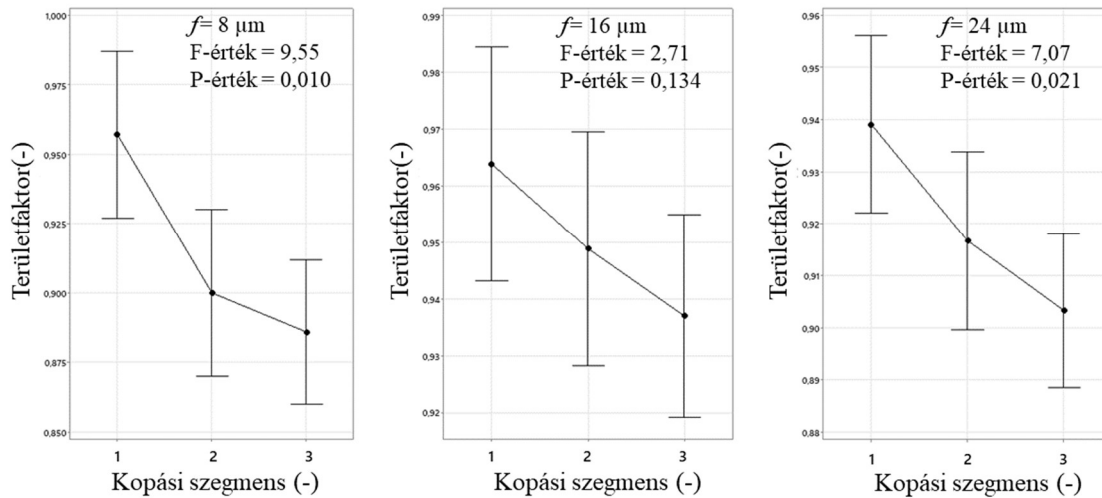 1,000
0,975
0,950
0,925
0,900
0,875
0,850
Területfaktor(-)
f= 8 µm
F-érték = 9,55
P-érték = 0,010
1 2 3
Kopási szegmens (-)
0,99
0,98
0,97
0,96
0,95
0,94
0,93
0,92
Területfaktor(-)
f= 16 µm
F-érték = 2,71
P-érték = 0,134
1 2 3
Kopási szegmens (-)
0,96
0,95
0,94
0,93
0,92
0,91
0,90
0,89
0,88
Területfaktor(-)
f= 24 µm
F-érték = 7,07
P-érték = 0,021
1 2 3
Kopási szegmens (-)